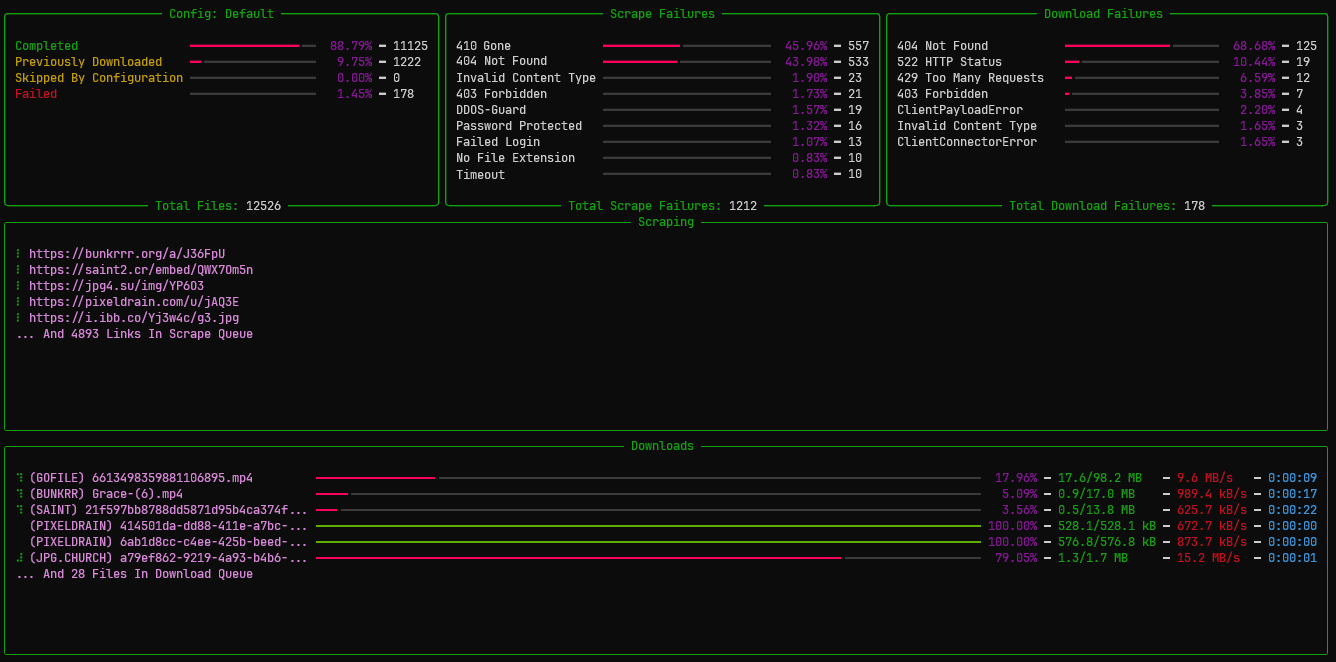 Config: Default
Completed 88.79% – 11125
Previously Downloaded 9.75% – 1222
Skipped By Configuration 0.00% – 0
Failed 1.45% – 178
Total Files: 12526
Scrape Failures
410 Gone 45.96% – 557
404 Not Found 43.98% – 533
Invalid Content Type 1.90% – 23
403 Forbidden 1.73% – 21
DDOS-Guard 1.57% – 19
Password Protected 1.32% – 16
Failed Login 1.07% – 13
No File Extension 0.83% – 10
Timeout 0.83% – 10
Total Scrape Failures: 1212
Download Failures
404 Not Found 68.68% – 125
522 HTTP Status 10.44% – 19
429 Too Many Requests 6.59% – 12
403 Forbidden 3.85% – 7
ClientPayloadError 2.20% – 4
Invalid Content Type 1.65% – 3
ClientConnectorError 1.65% – 3
Total Download Failures: 178
Scraping
https://bunkrrr.org/a/J36FpU
https://saint2.cr/embed/QWX7Om5n
https://jpg4.su/img/YP6O3
https://pixeldrain.com/u/jAQ3E
https://i.ibb.co/Yj3w4c/g3.jpg
... And 4893 Links In Scrape Queue
Downloads
(GOFILE) 6613498359881106895.mp4 17.96% – 17.6/98.2 MB – 9.6 MB/s – 0:00:09
(BUNKRR) Grace-(6).mp4 5.09% – 0.9/17.0 MB – 989.4 kB/s – 0:00:17
(SAINT) 21f597bb8788dd5871d95b4ca374f... 3.56% – 0.5/13.8 MB – 625.7 kB/s – 0:00:22
(PIXELDRAIN) 414501da-dd88-411e-a7bc-... 100.00% – 528.1/528.1 kB – 672.7 kB/s – 0:00:00
(PIXELDRAIN) 6ab1d8cc-c4ee-425b-beed-... 100.00% – 576.8/576.8 kB – 873.7 kB/s – 0:00:00
(JPG.CHURCH) a79ef862-9219-4a93-b4b6-... 79.05% – 1.3/1.7 MB – 15.2 MB/s – 0:00:01
... And 28 Files In Download Queue